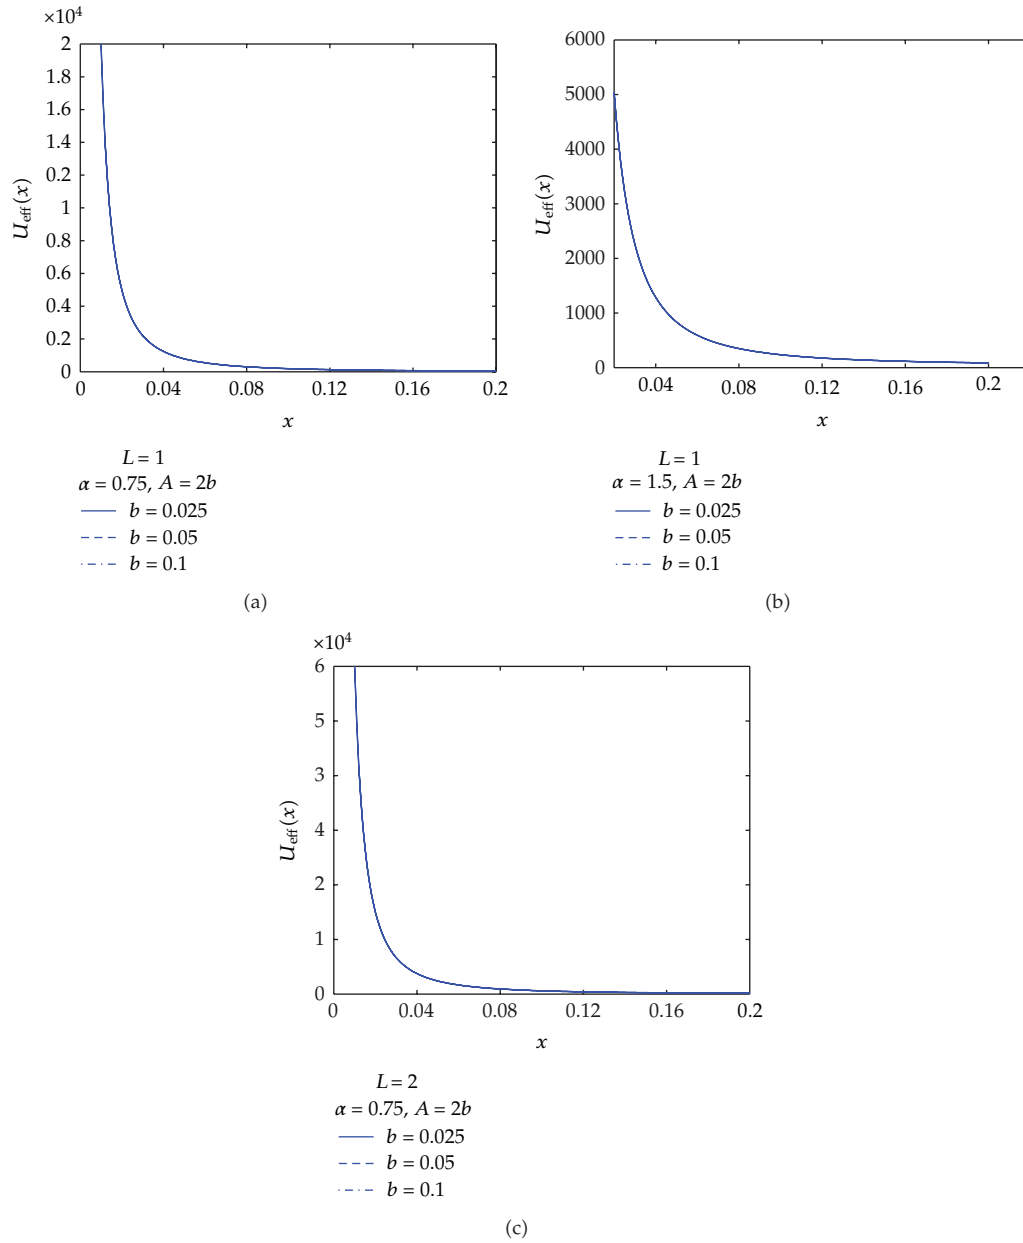 ×10⁴
2
1.8
1.6
1.4
1.2
1
0.8
0.6
0.4
0.2
0
U_eff(x)
0 0.04 0.08 0.12 0.16 0.2
x
L = 1
α = 0.75, A = 2b
b = 0.025
b = 0.05
b = 0.1
(a)
6000
5000
4000
3000
2000
1000
0
U_eff(x)
0.04 0.08 0.12 0.16 0.2
x
L = 1
α = 1.5, A = 2b
b = 0.025
b = 0.05
b = 0.1
(b)
×10⁴
6
5
3
4
2
1
0
U_eff(x)
0 0.04 0.08 0.12 0.16 0.2
x
L = 2
α = 0.75, A = 2b
b = 0.025
b = 0.05
b = 0.1
(c)